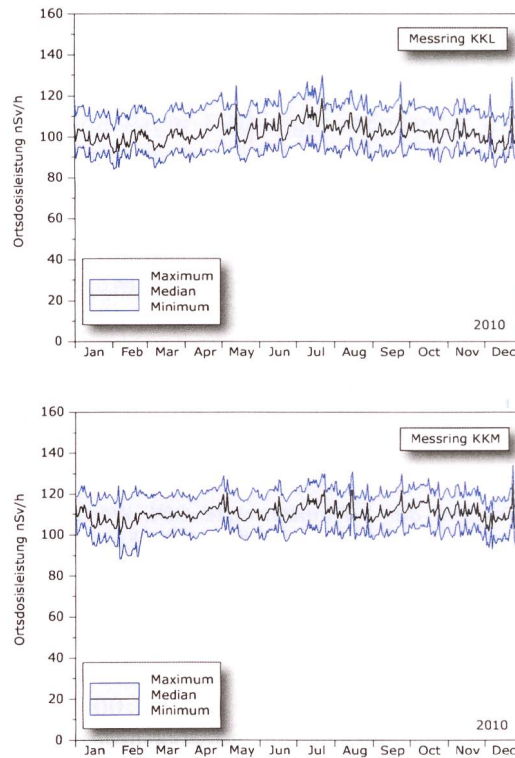 160
Messring KKL
140
120
100
80
60
40
20
0
Ortsdosisleistung nSv/h
Maximum
Median
Minimum
2010
Jan Feb Mar Apr May Jun Jul Aug Sep Oct Nov Dec
160
Messring KKM
140
120
100
80
60
40
20
0
Ortsdosisleistung nSv/h
Maximum
Median
Minimum
2010
Jan Feb Mar Apr May Jun Jul Aug Sep Oct Nov Dec